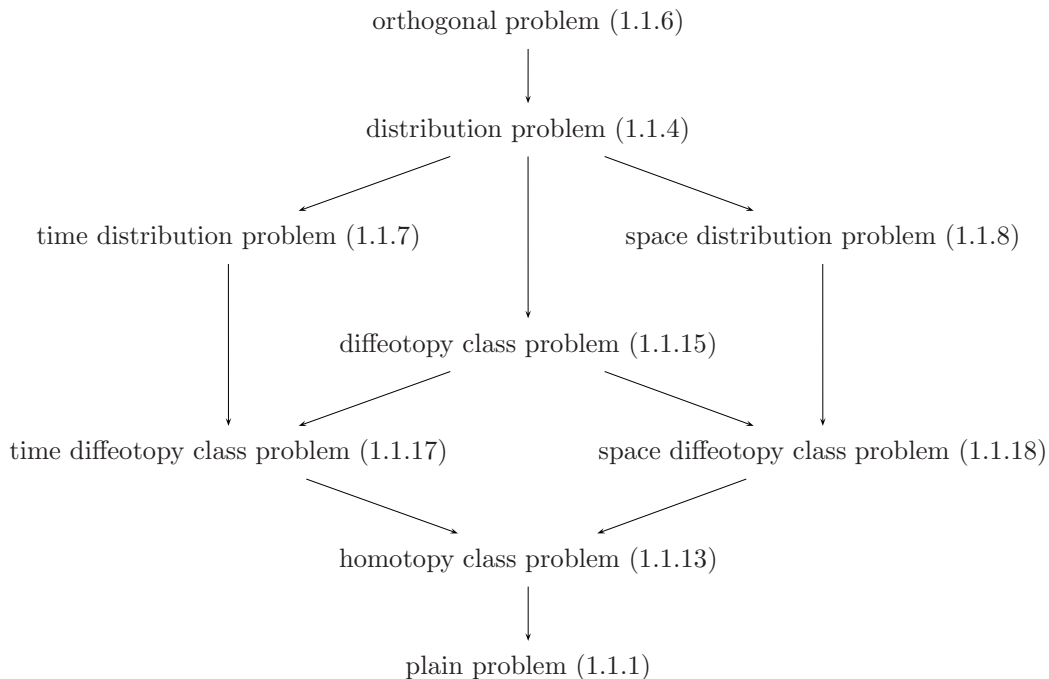 orthogonal problem (1.1.6)
distribution problem (1.1.4)
time distribution problem (1.1.7)
space distribution problem (1.1.8)
diffeotopy class problem (1.1.15)
time diffeotopy class problem (1.1.17)
space diffeotopy class problem (1.1.18)
homotopy class problem (1.1.13)
plain problem (1.1.1)